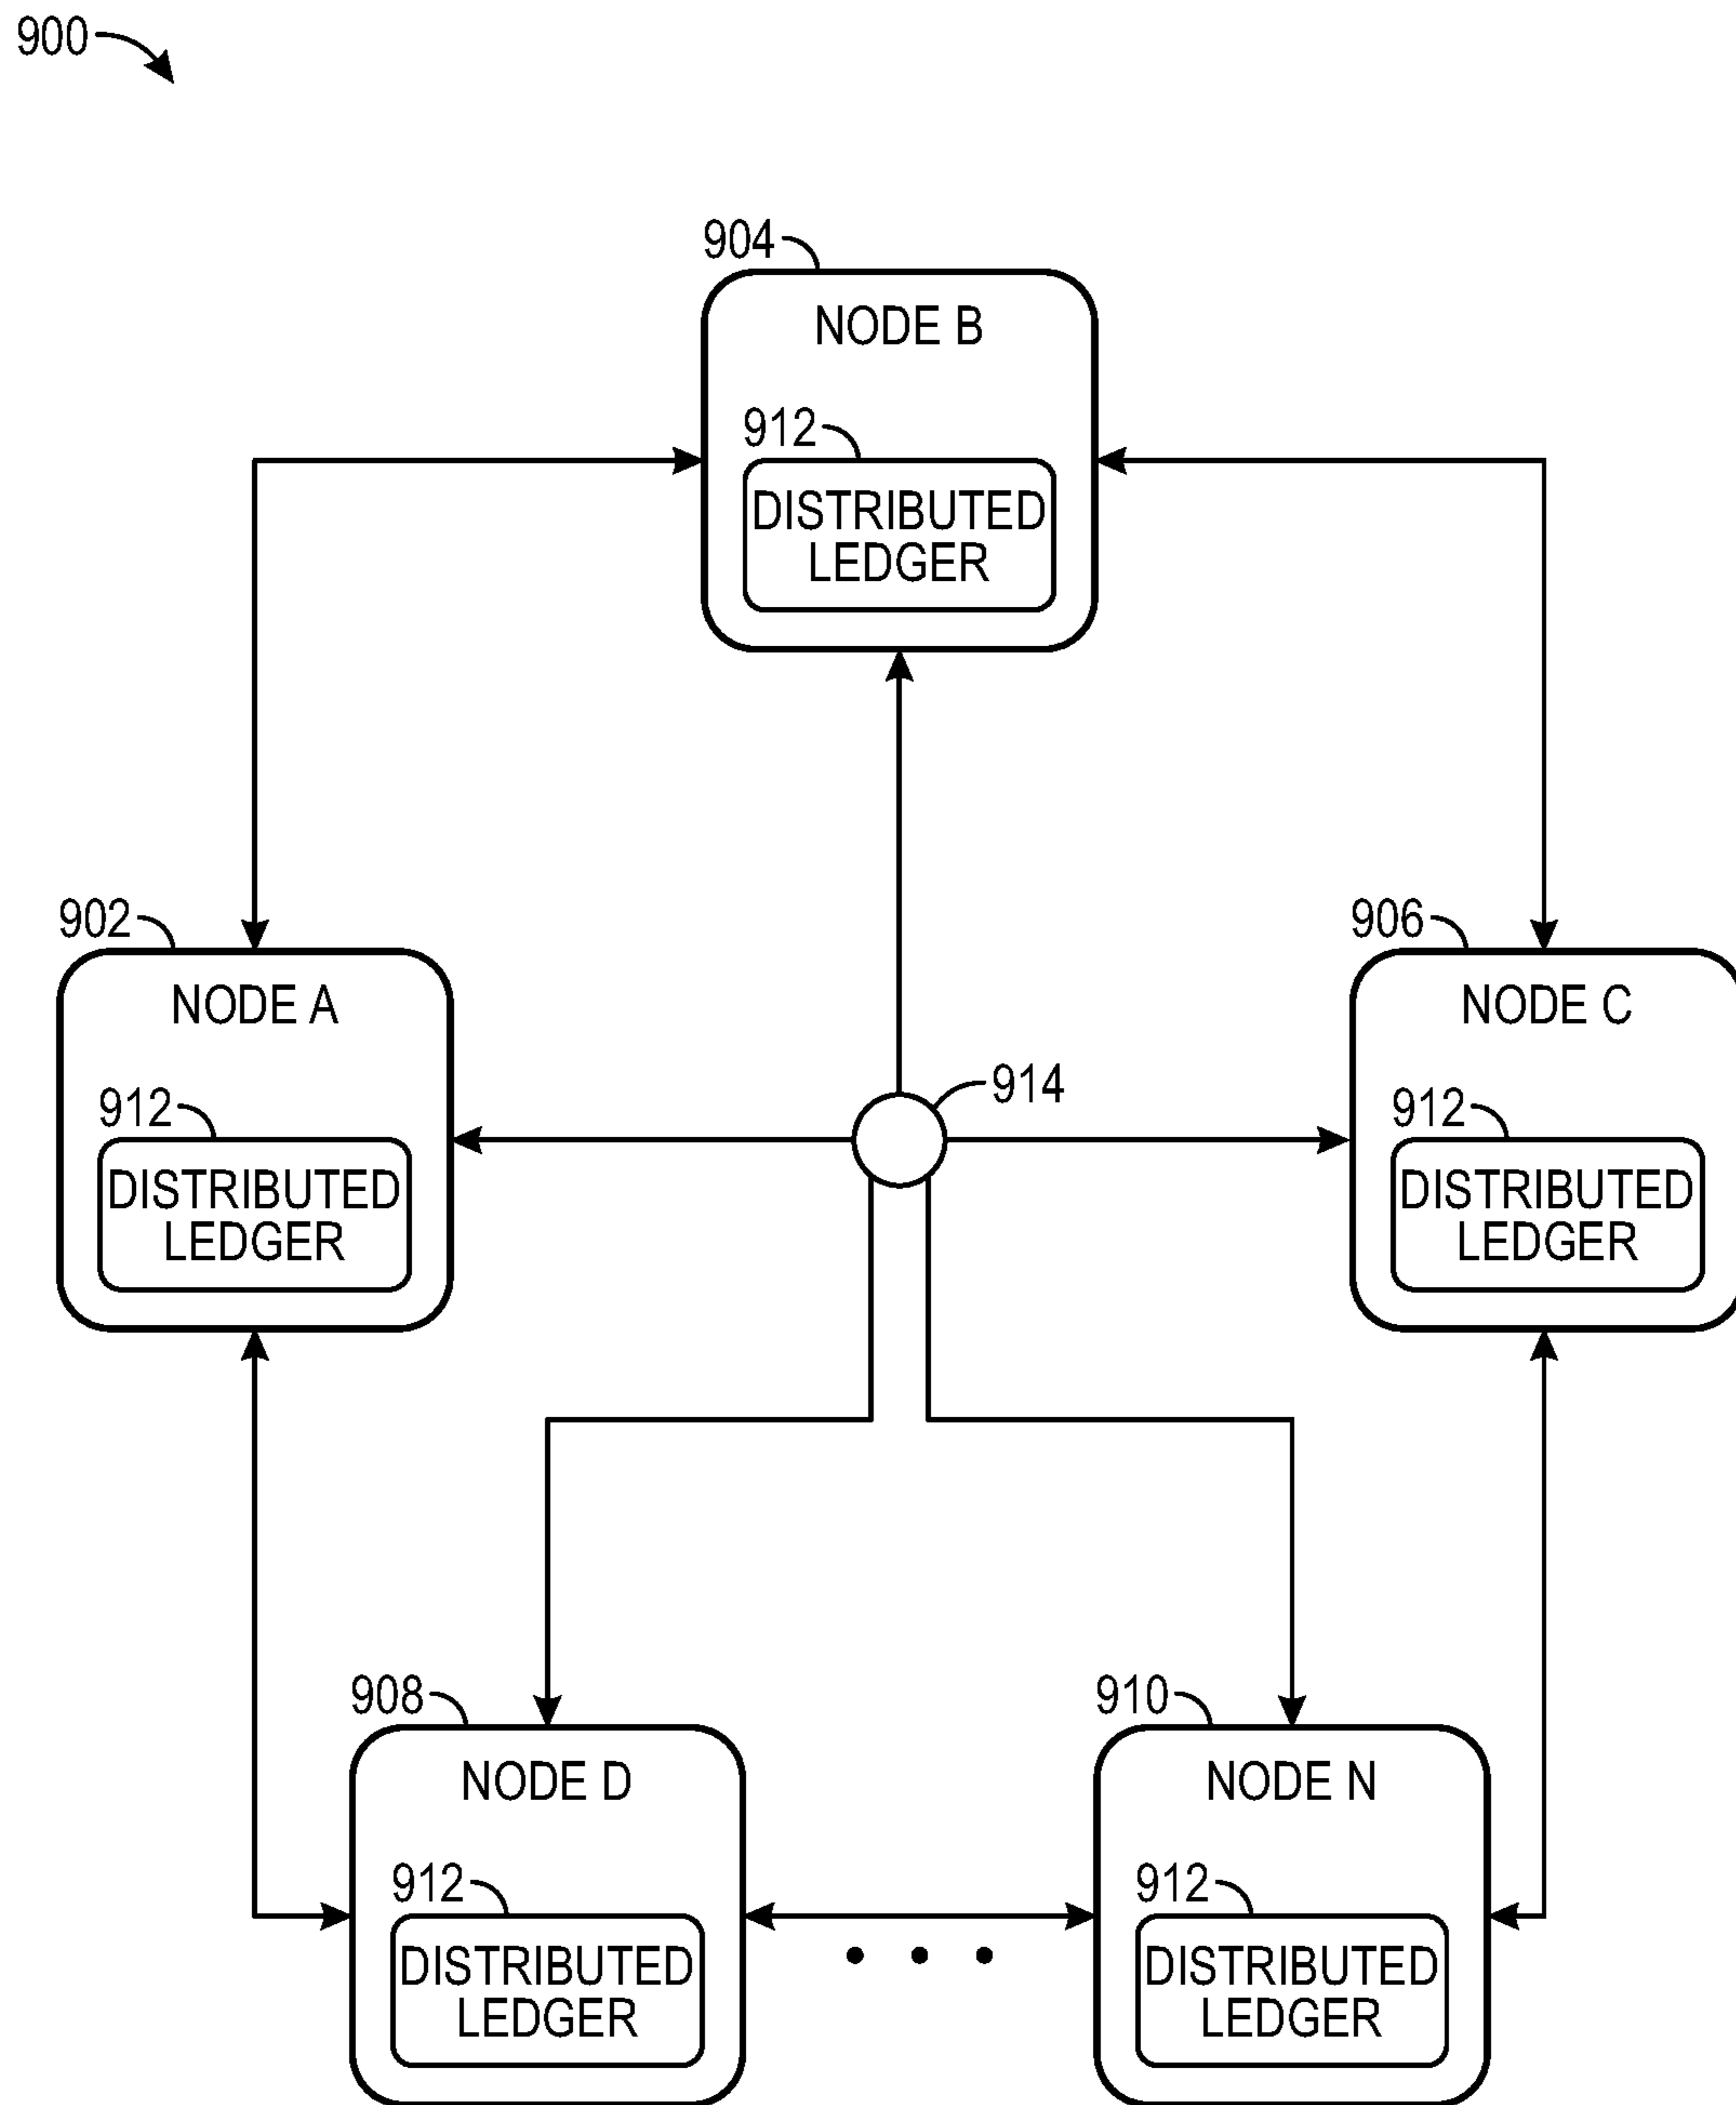 900
904
NODE B
912
DISTRIBUTED
LEDGER
902
NODE A
912
DISTRIBUTED
LEDGER
914
906
NODE C
912
DISTRIBUTED
LEDGER
908
NODE D
912
DISTRIBUTED
LEDGER
• • •
910
NODE N
912
DISTRIBUTED
LEDGER